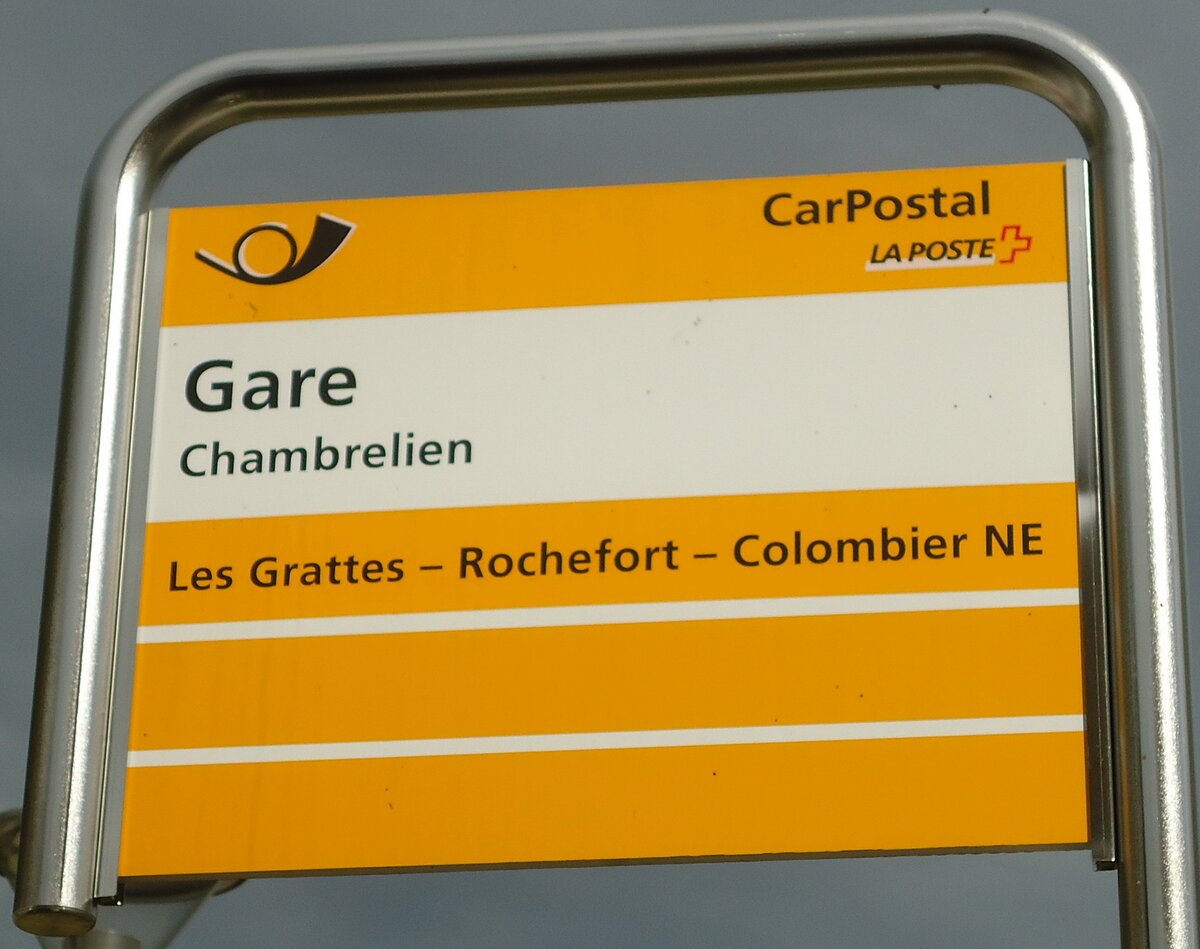 CarPostal
LA POSTE
Gare
Chambrelien
Les Grattes – Rochefort – Colombier NE